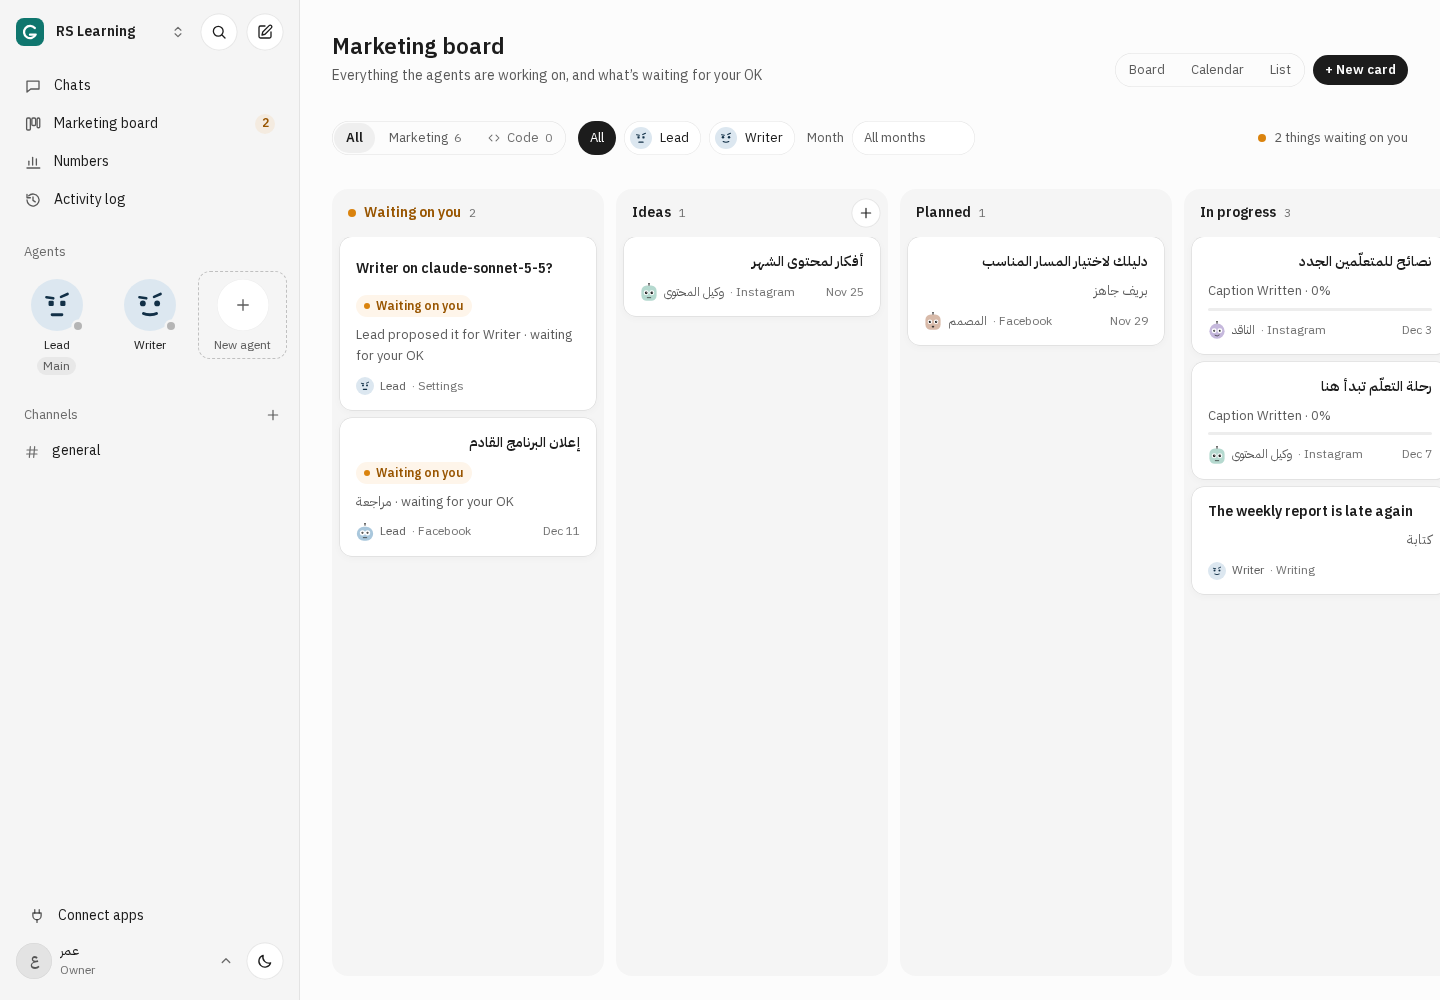 RS Learning
Chats
Marketing board 2
Numbers
Activity log
Agents
Lead
Main
Writer
New agent
Channels
general
Connect apps
ع
عمر
Owner
Marketing board
Everything the agents are working on, and what's waiting for your OK
Board Calendar List + New card
All Marketing 6 Code 0 All Lead Writer Month All months 2 things waiting on you
Waiting on you 2
Writer on claude-sonnet-5-5?
Waiting on you
Lead proposed it for Writer · waiting
for your OK
Lead · Settings
إعلان البرنامج القادم
Waiting on you
مراجعة · waiting for your OK
Lead · Facebook Dec 11
Ideas 1
أفكار لمحتوى الشهر
وكيل المحتوى · Instagram Nov 25
Planned 1
دليلك لاختيار المسار المناسب
بريف جاهز
المصمم · Facebook Nov 29
In progress 3
نصائح للمتعلّمين الجدد
Caption Written · 0%
الناقد · Instagram Dec 3
رحلة التعلّم تبدأ هنا
Caption Written · 0%
وكيل المحتوى · Instagram Dec 7
The weekly report is late again
كتابة
Writer · Writing